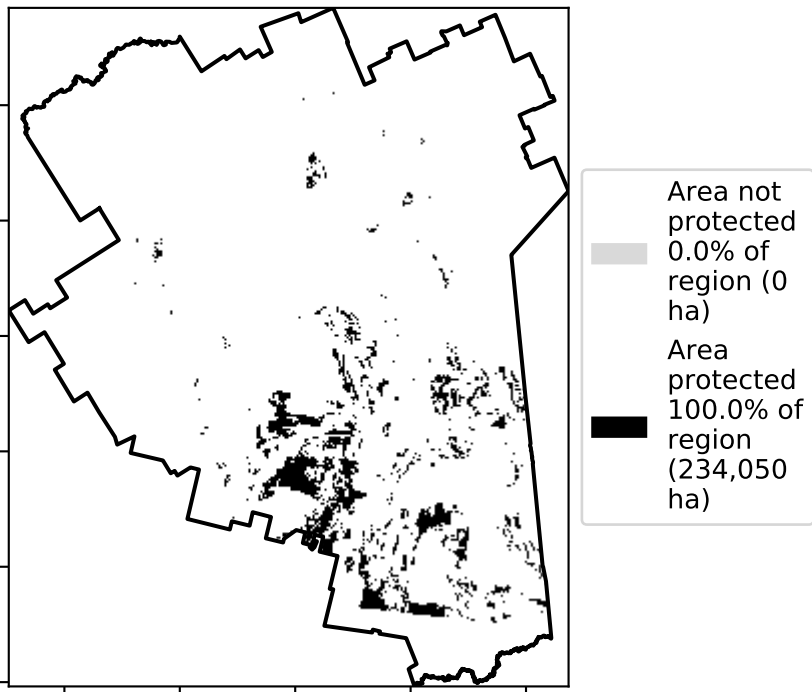 Area not
protected
0.0% of
region (0
ha)
Area
protected
100.0% of
region
(234,050
ha)